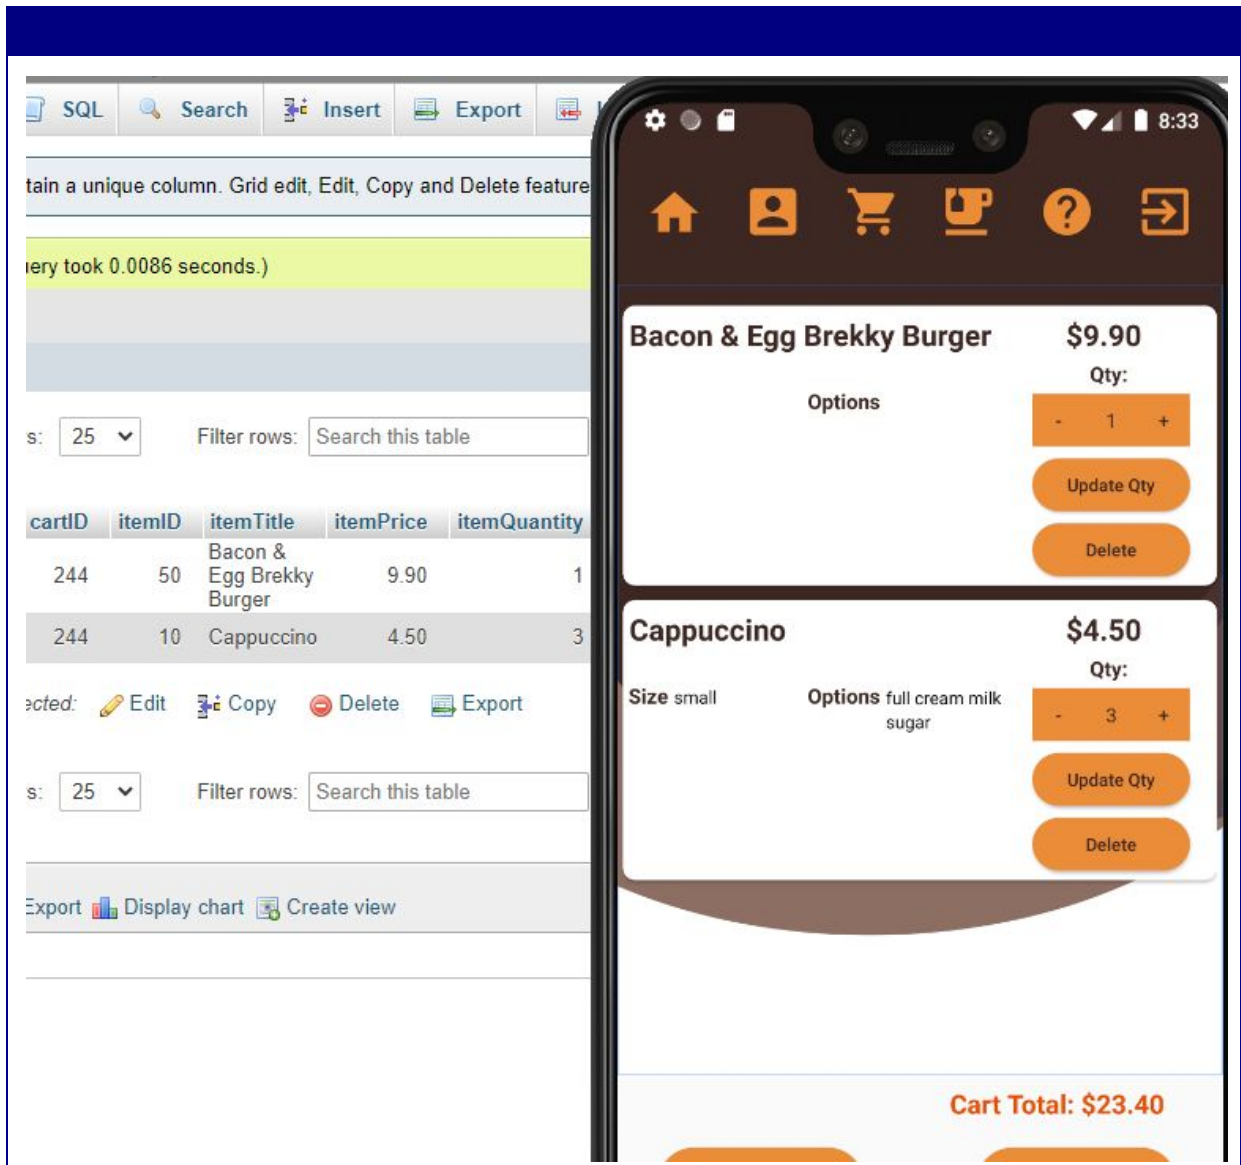 SQL Search Insert Export
tain a unique column. Grid edit, Edit, Copy and Delete feature
ery took 0.0086 seconds.)
s: 25 Filter rows: Search this table
cartID itemID itemTitle itemPrice itemQuantity
244 50 Bacon & Egg Brekky Burger 9.90 1
244 10 Cappuccino 4.50 3
ected: Edit Copy Delete Export
s: 25 Filter rows: Search this table
Export Display chart Create view
8:33
Bacon & Egg Brekky Burger $9.90
Qty:
Options
- 1 +
Update Qty
Delete
Cappuccino $4.50
Qty:
Size small Options full cream milk
sugar
- 3 +
Update Qty
Delete
Cart Total: $23.40